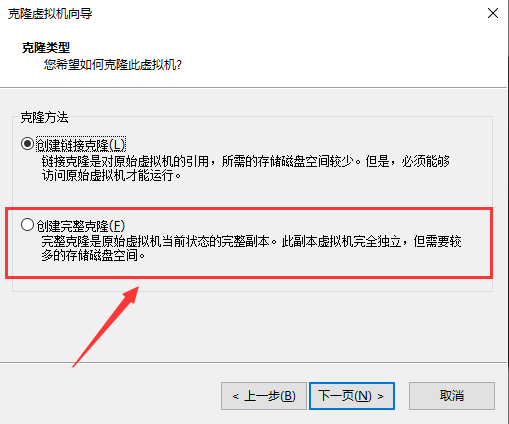 克隆虚拟机向导
克隆类型
您希望如何克隆此虚拟机?
克隆方法
创建链接克隆(L)
链接克隆是对原始虚拟机的引用，所需的存储磁盘空间较少。但是，必须能够
访问原始虚拟机才能运行。
创建完整克隆(F)
完整克隆是原始虚拟机当前状态的完整副本。此副本虚拟机完全独立，但需要较
多的存储磁盘空间。
< 上一步(B)
下一页(N) >
取消